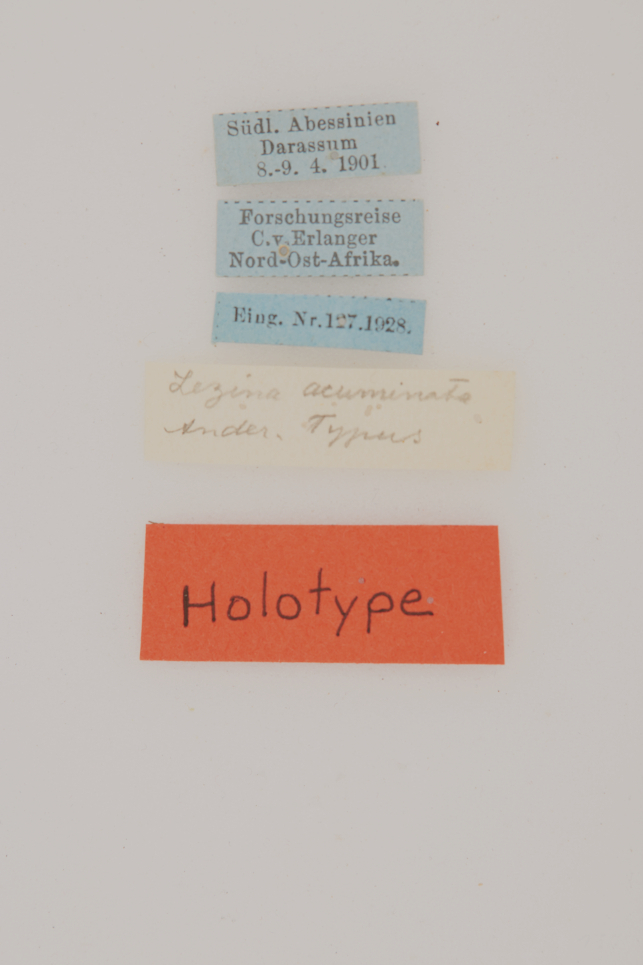 Südl. Abessinien
Darassum
8.-9. 4. 1901
Forschungsreise
C.v.Erlanger
Nord-Ost-Afrika.
Eing. Nr.127.1928.
Lezina acuminata
Ander. Typus
Holotype